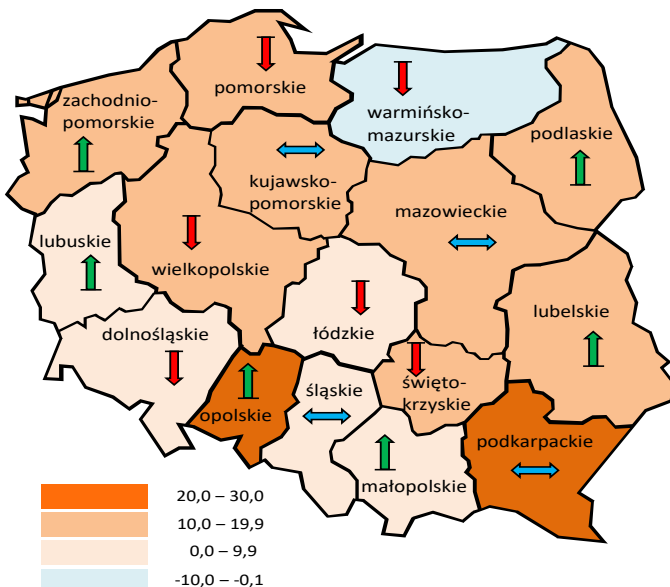 pomorskie
zachodnio-
pomorskie
warmińsko-
mazurskie
podlaskie
kujawsko-
pomorskie
mazowieckie
lubuskie
wielkopolskie
dolnośląskie
łódzkie
lubelskie
opolskie
śląskie
święto-
krzyskie
podkarpackie
małopolskie
20,0 – 30,0
10,0 – 19,9
0,0 – 9,9
-10,0 – -0,1